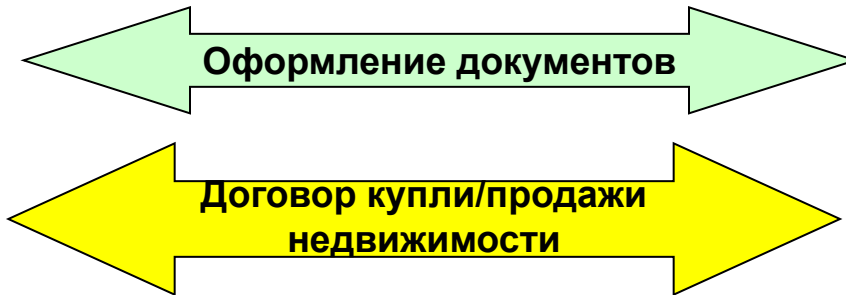 Оформление документов
Договор купли/продажи
недвижимости